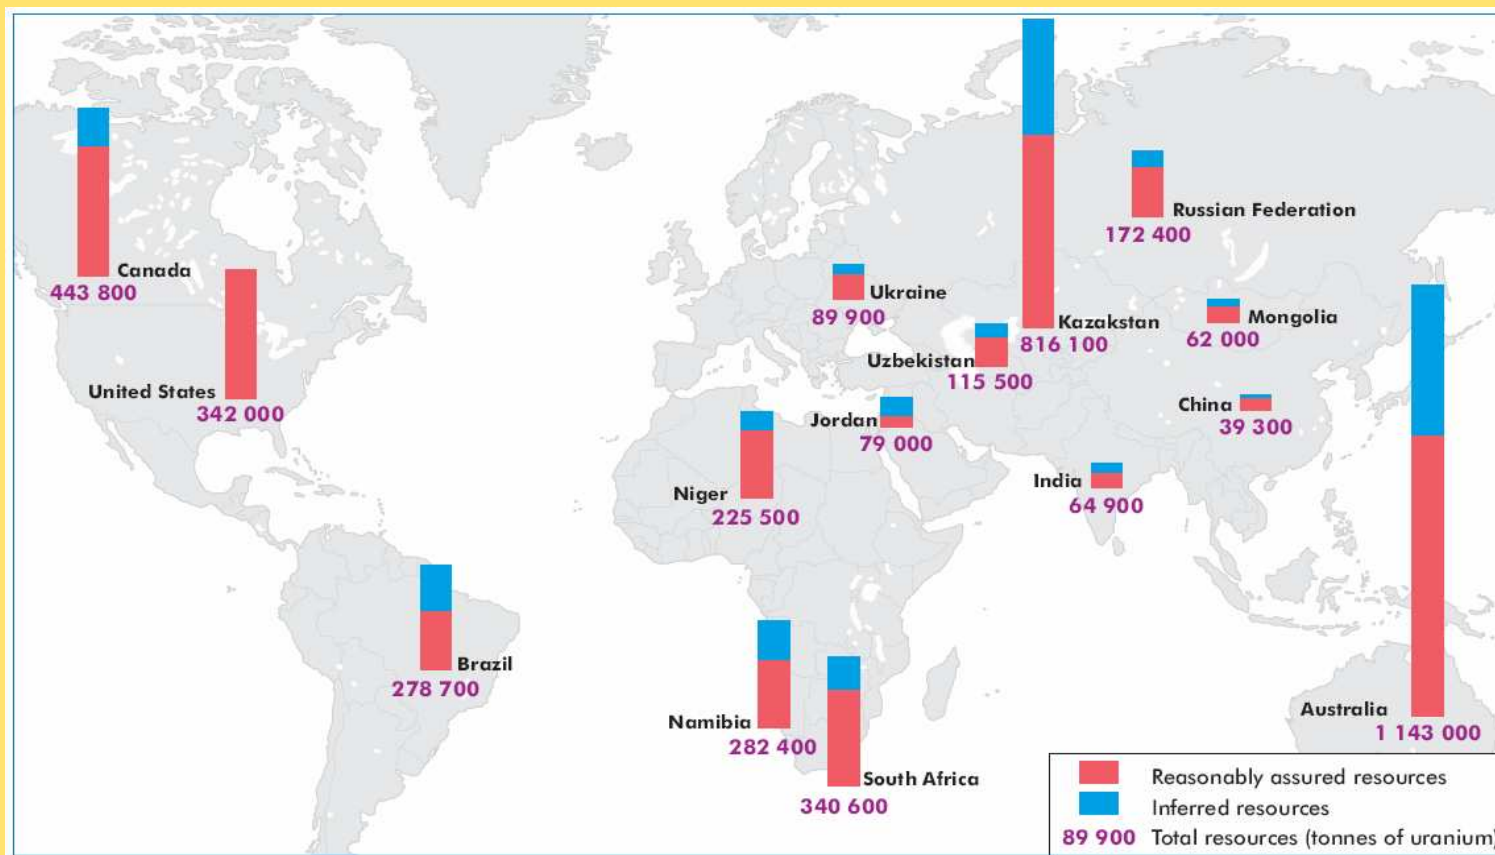 Canada
443 800
United States
342 000
Brazil
278 700
Ukraine
89 900
Uzbekistan
115 500
Kazakstan
816 100
Russian Federation
172 400
Mongolia
62 000
China
39 300
Jordan
79 000
India
64 900
Niger
225 500
Namibia
282 400
South Africa
340 600
Australia
1 143 000
Reasonably assured resources
Inferred resources
89 900 Total resources (tonnes of uranium)